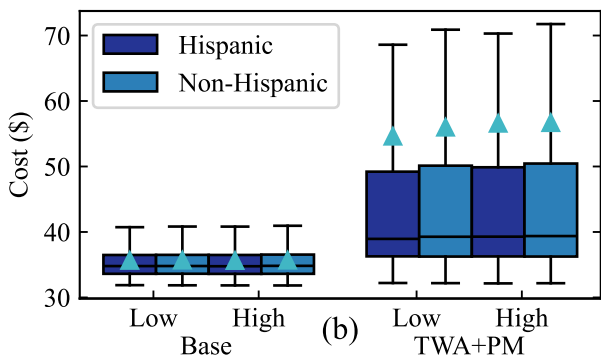 Cost ($)
70
60
50
40
30
Hispanic
Non-Hispanic
Low High Low High
Base (b) TWA+PM